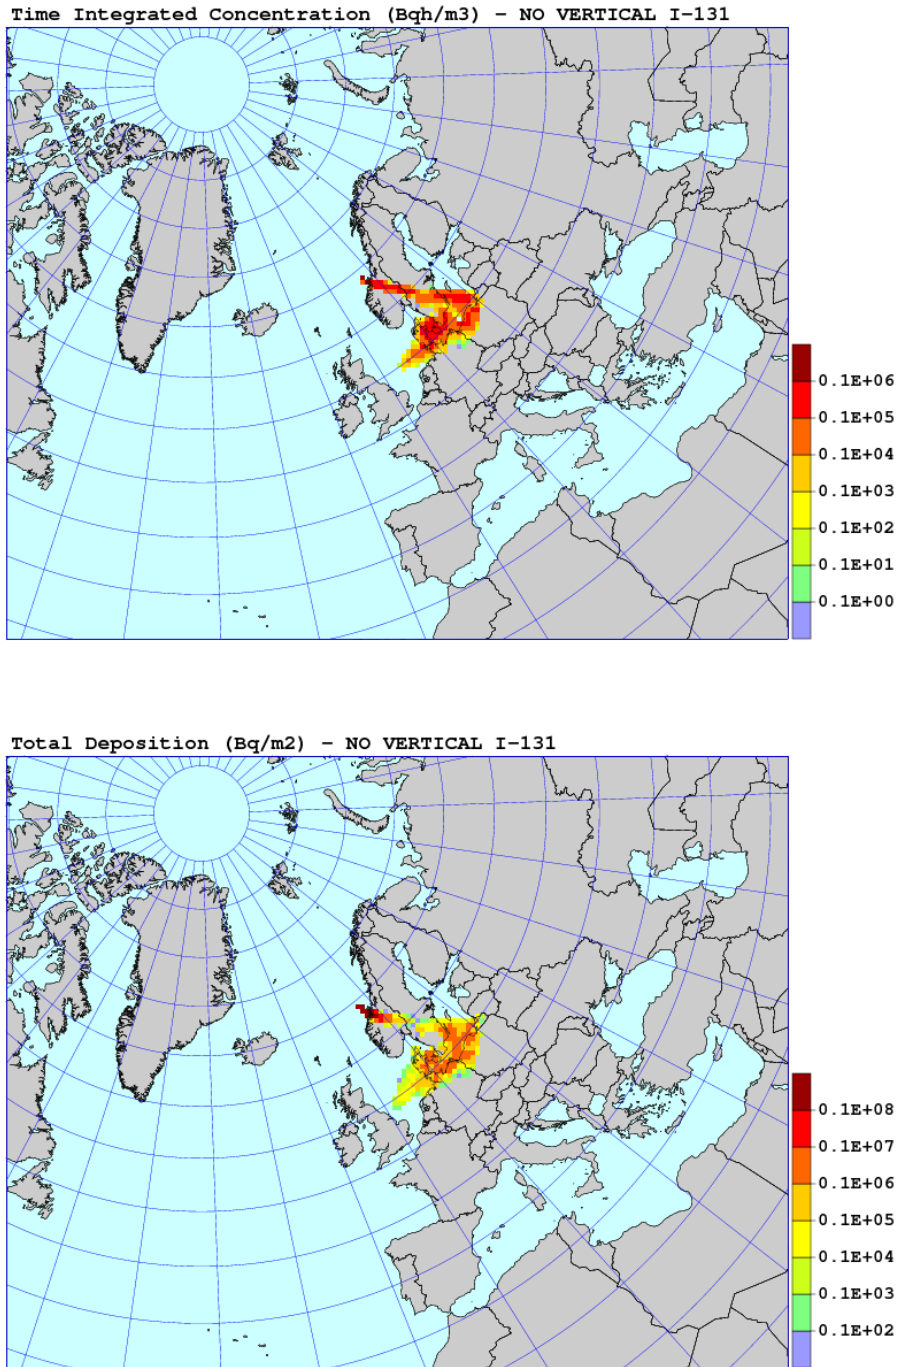 Time Integrated Concentration (Bqh/m3) – NO VERTICAL I–131
0.1E+06
0.1E+05
0.1E+04
0.1E+03
0.1E+02
0.1E+01
0.1E+00
Total Deposition (Bq/m2) – NO VERTICAL I–131
0.1E+08
0.1E+07
0.1E+06
0.1E+05
0.1E+04
0.1E+03
0.1E+02